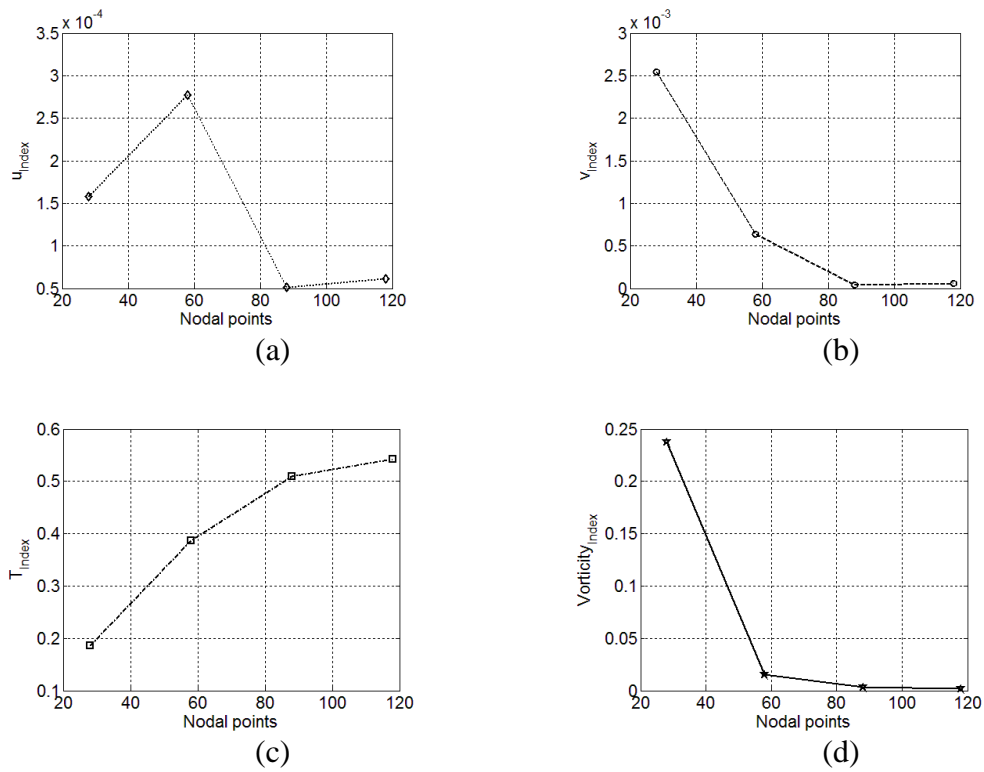 x 10⁻⁴
3.5
3
2.5
2
1.5
1
0.5
u_Index
20 40 60 80 100 120
Nodal points
(a)
x 10⁻³
3
2.5
2
1.5
1
0.5
0
v_Index
20 40 60 80 100 120
Nodal points
(b)
0.6
0.5
0.4
0.3
0.2
0.1
T_Index
20 40 60 80 100 120
Nodal points
(c)
0.25
0.2
0.15
0.1
0.05
0
Vorticity_Index
20 40 60 80 100 120
Nodal points
(d)